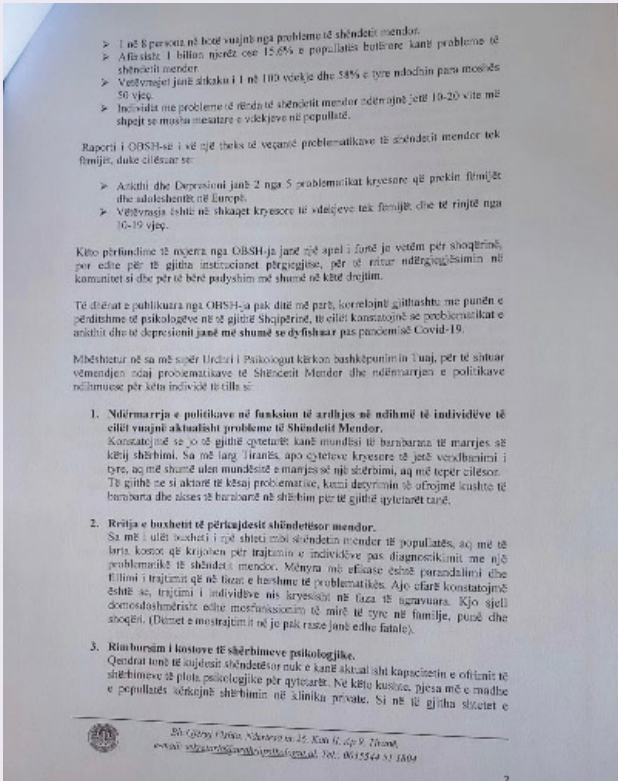 ➤ 1 në 8 persona në botë vuajnë nga probleme të shëndetit mendor.
➤ Afërsisht 1 bilion njerëz ose 15,6% e popullatës botërore kanë probleme të
shëndetit mendor.
➤ Vetëvrasjet janë shkaku i 1 në 100 vdekje dhe 58% e tyre ndodhin para moshës
50 vjeç.
➤ Individët me probleme të rënda të shëndetit mendor ndërrojnë jetë 10-20 vite më
shpejt se mosha mesatare e vdekjeve në popullatë.
Raporti i OBSH-së i vë një theks të veçantë problematikave të shëndetit mendor tek
fëmijët, duke cilësuar se:
➤ Ankthi dhe Depresioni janë 2 nga 5 problematikat kryesore që prekin fëmijët
dhe adoleshentët në Europë.
➤ Vetëvrasja është në shkaqet kryesore të vdekjeve tek fëmijët dhe të rinjtë nga
10-19 vjeç.
Këto përfundime të nxjerra nga OBSH-ja janë një apel i fortë jo vetëm për shoqërinë,
por edhe për të gjitha institucionet përgjegjëse, për të rritur ndërgjegjësimin në
komunitet si dhe për të bërë padyshim më shumë në këtë drejtim.
Të dhënat e publikuara nga OBSH-ja pak ditë më parë, korrelojnë gjithashtu me punën e
përditshme të psikologëve në të gjithë Shqipërinë, të cilët konstatojnë se problematikat e
ankthit dhe të depresionit janë më shumë se dyfishuar pas pandemisë Covid-19.
Mbështetur në sa më sipër Urdhri i Psikologut kërkon bashkëpunimin Tuaj, për të shtuar
vëmendjen ndaj problematikave të Shëndetit Mendor dhe ndërmarrjen e politikave
ndihmuese për këta individë të tilla si:
1. Ndërmarrja e politikave në funksion të ardhjes në ndihmë të individëve të
cilët vuajnë aktualisht probleme të Shëndetit Mendor.
Konstatojmë se jo të gjithë qytetarët kanë mundësi të barabarta të marrjes së
këtij shërbimi. Sa më larg Tiranës, apo qyteteve kryesore të jetë vendbanimi i
tyre, aq më shumë ulen mundësitë e marrjes së një shërbimi, aq më tepër cilësor.
Të gjithë ne si aktorë të kësaj problematike, kemi detyrimin të ofrojmë kushte të
barabarta dhe akses të barabartë në shërbim për të gjithë qytetarët tanë.
2. Rritja e buxhetit të përkujdesit shëndetësor mendor.
Sa më i ulët buxheti i një shteti mbi shëndetin mendor të popullatës, aq më të
larta kostot që krijohen për trajtimin e individëve pas diagnostikimit me një
problematikë të shëndetit mendor. Mënyra më efikase është parandalimi dhe
fillimi i trajtimit që në fazat e hershme të problematikës. Ajo çfarë konstatojmë
është se, trajtimi i individëve nis kryesisht në faza të agravuara. Kjo sjell
domosdoshmërisht edhe mosfunksionim të mirë të tyre në familje, punë dhe
shoqëri. (Dëmet e mostrajtimit në jo pak raste janë edhe fatale).
3. Rimbursim i kostove të shërbimeve psikologjike.
Qendrat tonë të kujdesit shëndetësor nuk e kanë aktualisht kapacitetin e ofrimit të
shërbimeve të plota psikologjike për qytetarët. Në këto kushte, pjesa më e madhe
e popullatës kërkojnë shërbimin në klinika private. Si në të gjitha shtetet e
2